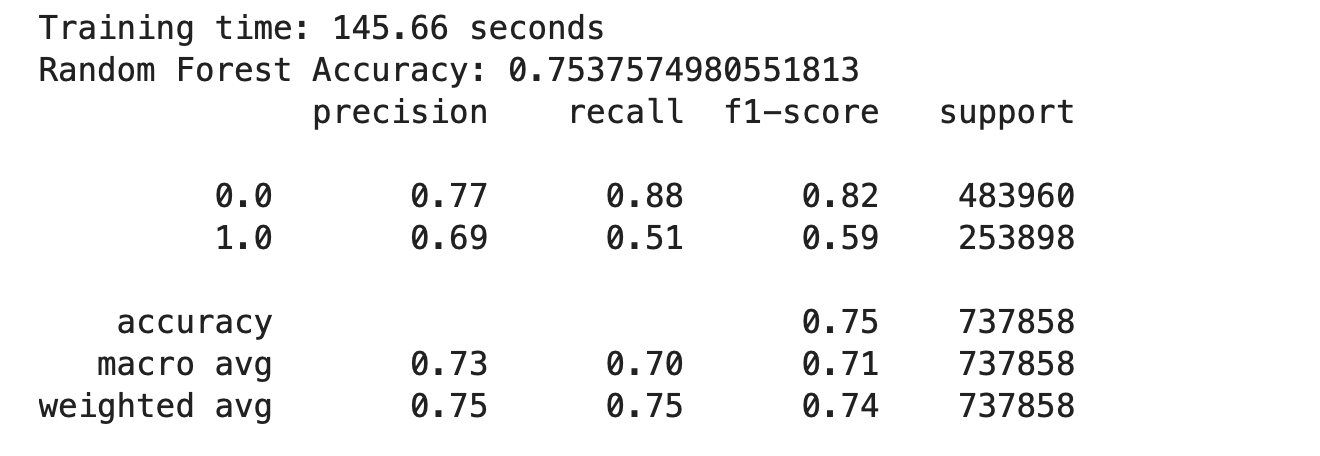 Training time: 145.66 seconds
Random Forest Accuracy: 0.7537574980551813
precision recall f1-score support
0.0 0.77 0.88 0.82 483960
1.0 0.69 0.51 0.59 253898
accuracy 0.75 737858
macro avg 0.73 0.70 0.71 737858
weighted avg 0.75 0.75 0.74 737858